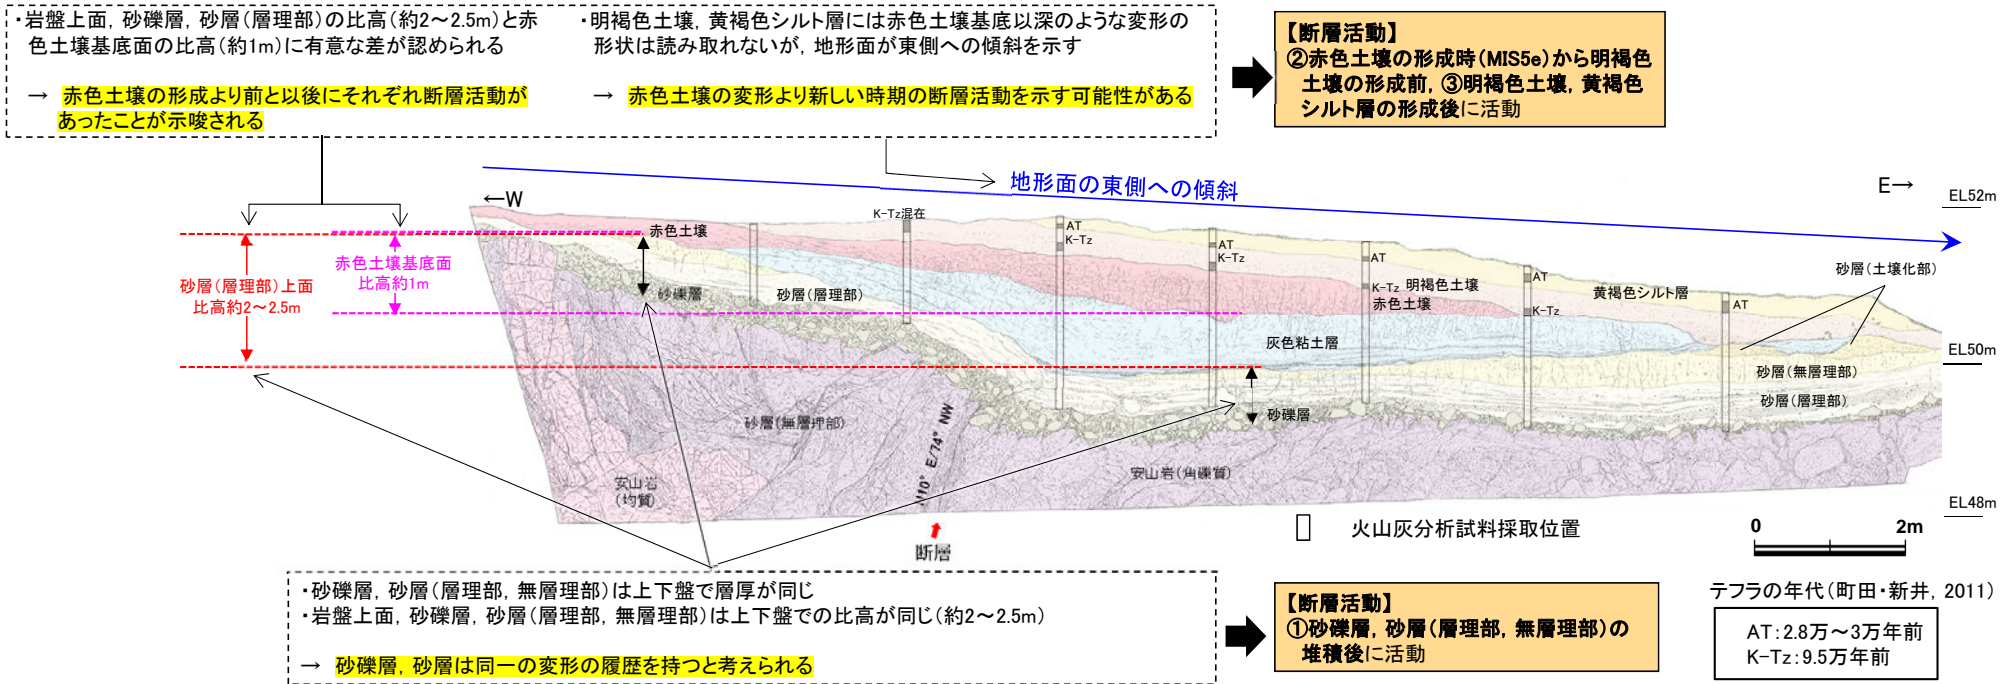 ・岩盤上面，砂礫層，砂層(層理部)の比高(約2～2.5m)と赤
色土壌基底面の比高(約1m)に有意な差が認められる
→ 赤色土壌の形成より前と以後にそれぞれ断層活動が
あったことが示唆される
・明褐色土壌，黄褐色シルト層には赤色土壌基底以深のような変形の
形状は読み取れないが，地形面が東側への傾斜を示す
→ 赤色土壌の変形より新しい時期の断層活動を示す可能性がある
【断層活動】
②赤色土壌の形成時(MIS5e)から明褐色
土壌の形成前，③明褐色土壌，黄褐色
シルト層の形成後に活動
地形面の東側への傾斜
←W
E→
EL52m
K-Tz混在
赤色土壌
AT
K-Tz
AT
K-Tz
AT
K-Tz
明褐色土壌
赤色土壌
AT
K-Tz
黄褐色シルト層
AT
砂層(土壌化部)
赤色土壌基底面
比高約1m
砂層(層理部)上面
比高約2～2.5m
砂礫層
砂層(層理部)
灰色粘土層
EL50m
砂層(無層理部)
砂層(層理部)
砂礫層
砂層(無層理部)
N10° E/74° NW
安山岩(角礫質)
安山岩
(均質)
EL48m
断層
火山灰分析試料採取位置
0 2m
・砂礫層，砂層(層理部，無層理部)は上下盤で層厚が同じ
・岩盤上面，砂礫層，砂層(層理部，無層理部)は上下盤での比高が同じ(約2～2.5m)
→ 砂礫層，砂層は同一の変形の履歴を持つと考えられる
【断層活動】
①砂礫層，砂層(層理部，無層理部)の
堆積後に活動
テフラの年代(町田・新井，2011)
AT：2.8万～3万年前
K-Tz：9.5万年前